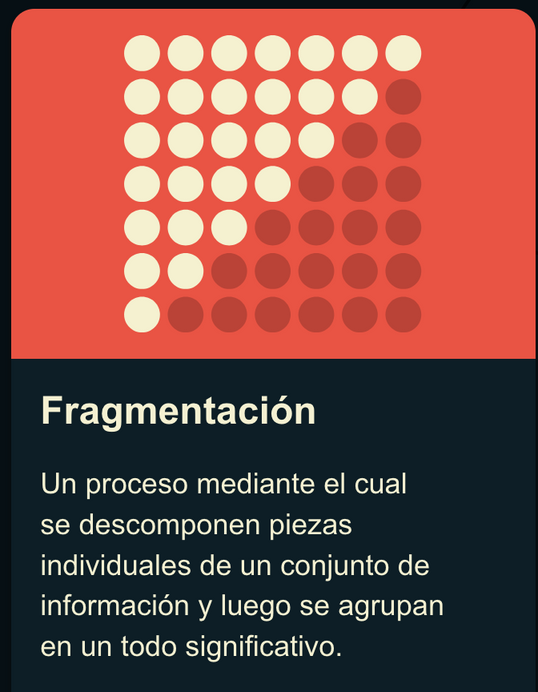 Fragmentación
Un proceso mediante el cual
se descomponen piezas
individuales de un conjunto de
información y luego se agrupan
en un todo significativo.